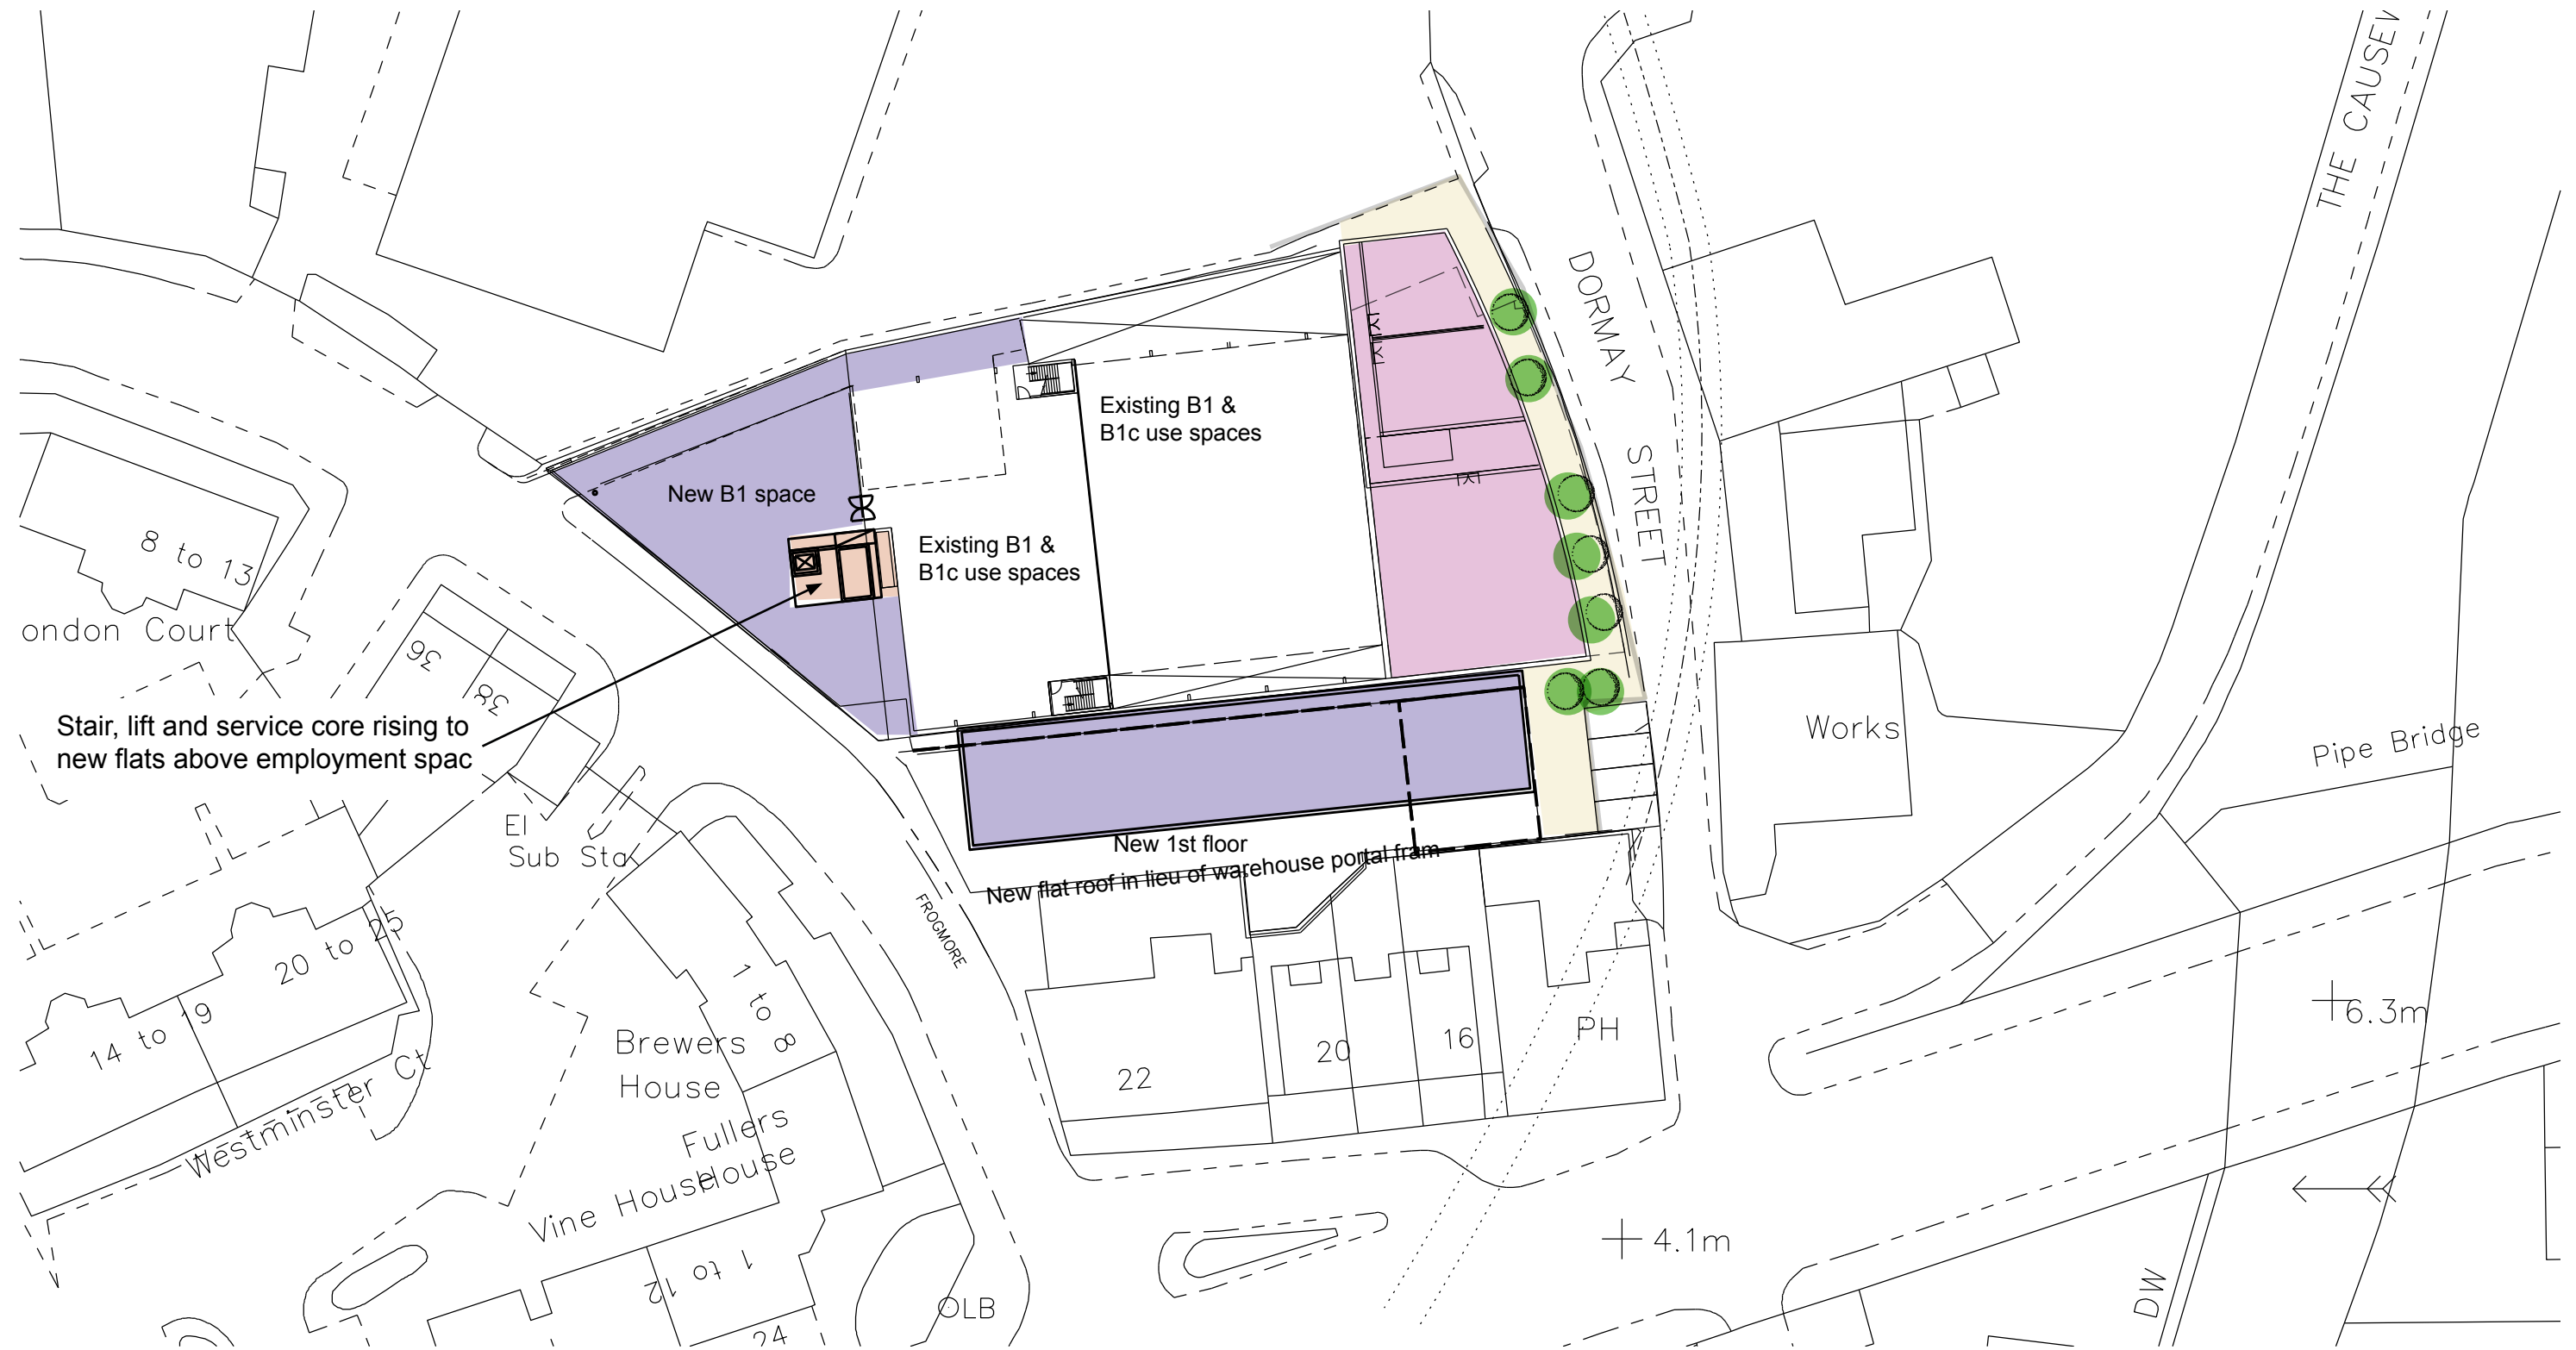 THE CAUSEW
DORMAY
STREET
Existing B1 &
B1c use spaces
New B1 space
Existing B1 &
B1c use spaces
8 to 13
ondon Court
36
38
Stair, lift and service core rising to
new flats above employment spac
Works
Pipe Bridge
El
Sub Sta
New 1st floor
New flat roof in lieu of warehouse portal fram
FROGMORE
20 to 25
14 to 19
1 to 8
Brewers
House
22
20
16
PH
6.3m
Westminster Ct
Fullers
House
Vine House
4.1m
1 to 12
OLB
24
DW